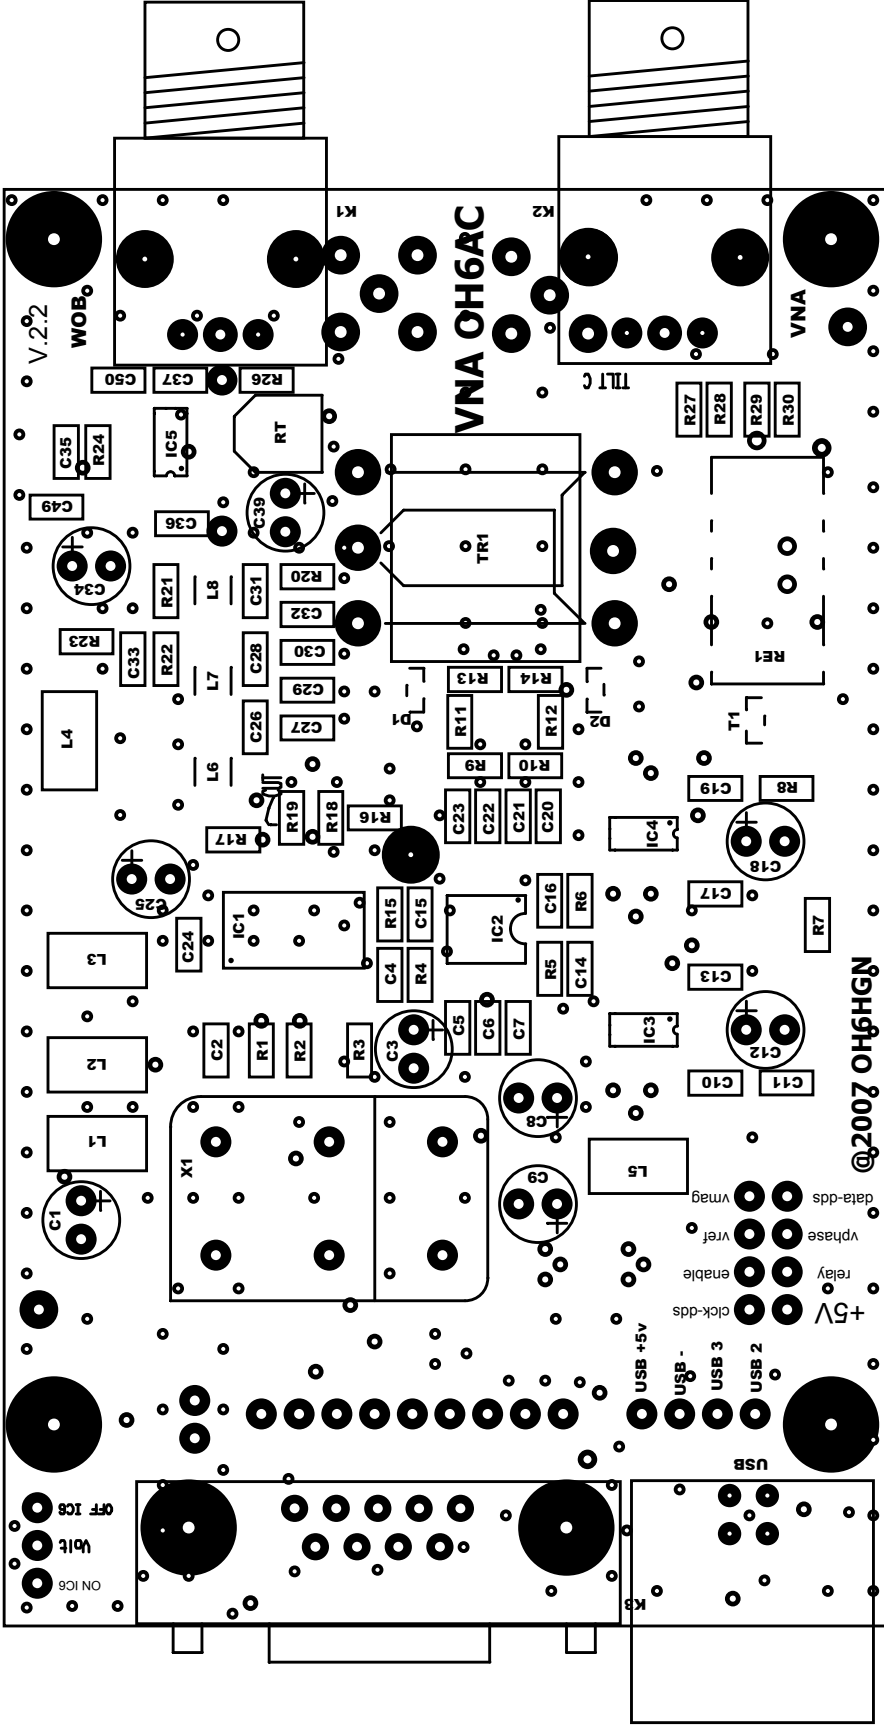 K1
K2
VNA OH6AC
V.2.2
WOB
VNA
TILT C
C50
C37
R26
R27
R28
R29
R30
C35
R24
IC5
RT
C49
C36
C39
TR1
C34
R21
L8
C31
R20
C32
R23
C33
R22
L7
C28
C30
C29
RE1
R13
R14
D1
D2
R11
R12
T1
L4
C26
C27
L6
CUT
R9
R10
C19
R8
R19
R18
R16
R17
C23
C22
C21
C20
IC4
C18
C25
IC1
R15
C15
IC2
C16
R6
C17
R7
L3
C24
C4
R4
R5
C14
C13
@2007 OH6HGN
L2
C2
R1
R2
R3
C3
C5
C6
C7
IC3
C12
C10
C11
L1
X1
C8
C9
L5
C1
vmag
data-dds
vref
vphase
enable
relay
clck-dds
+5V
USB +5v
USB -
USB 3
USB 2
USB
OFF IC6
Volt
ON IC6
K3